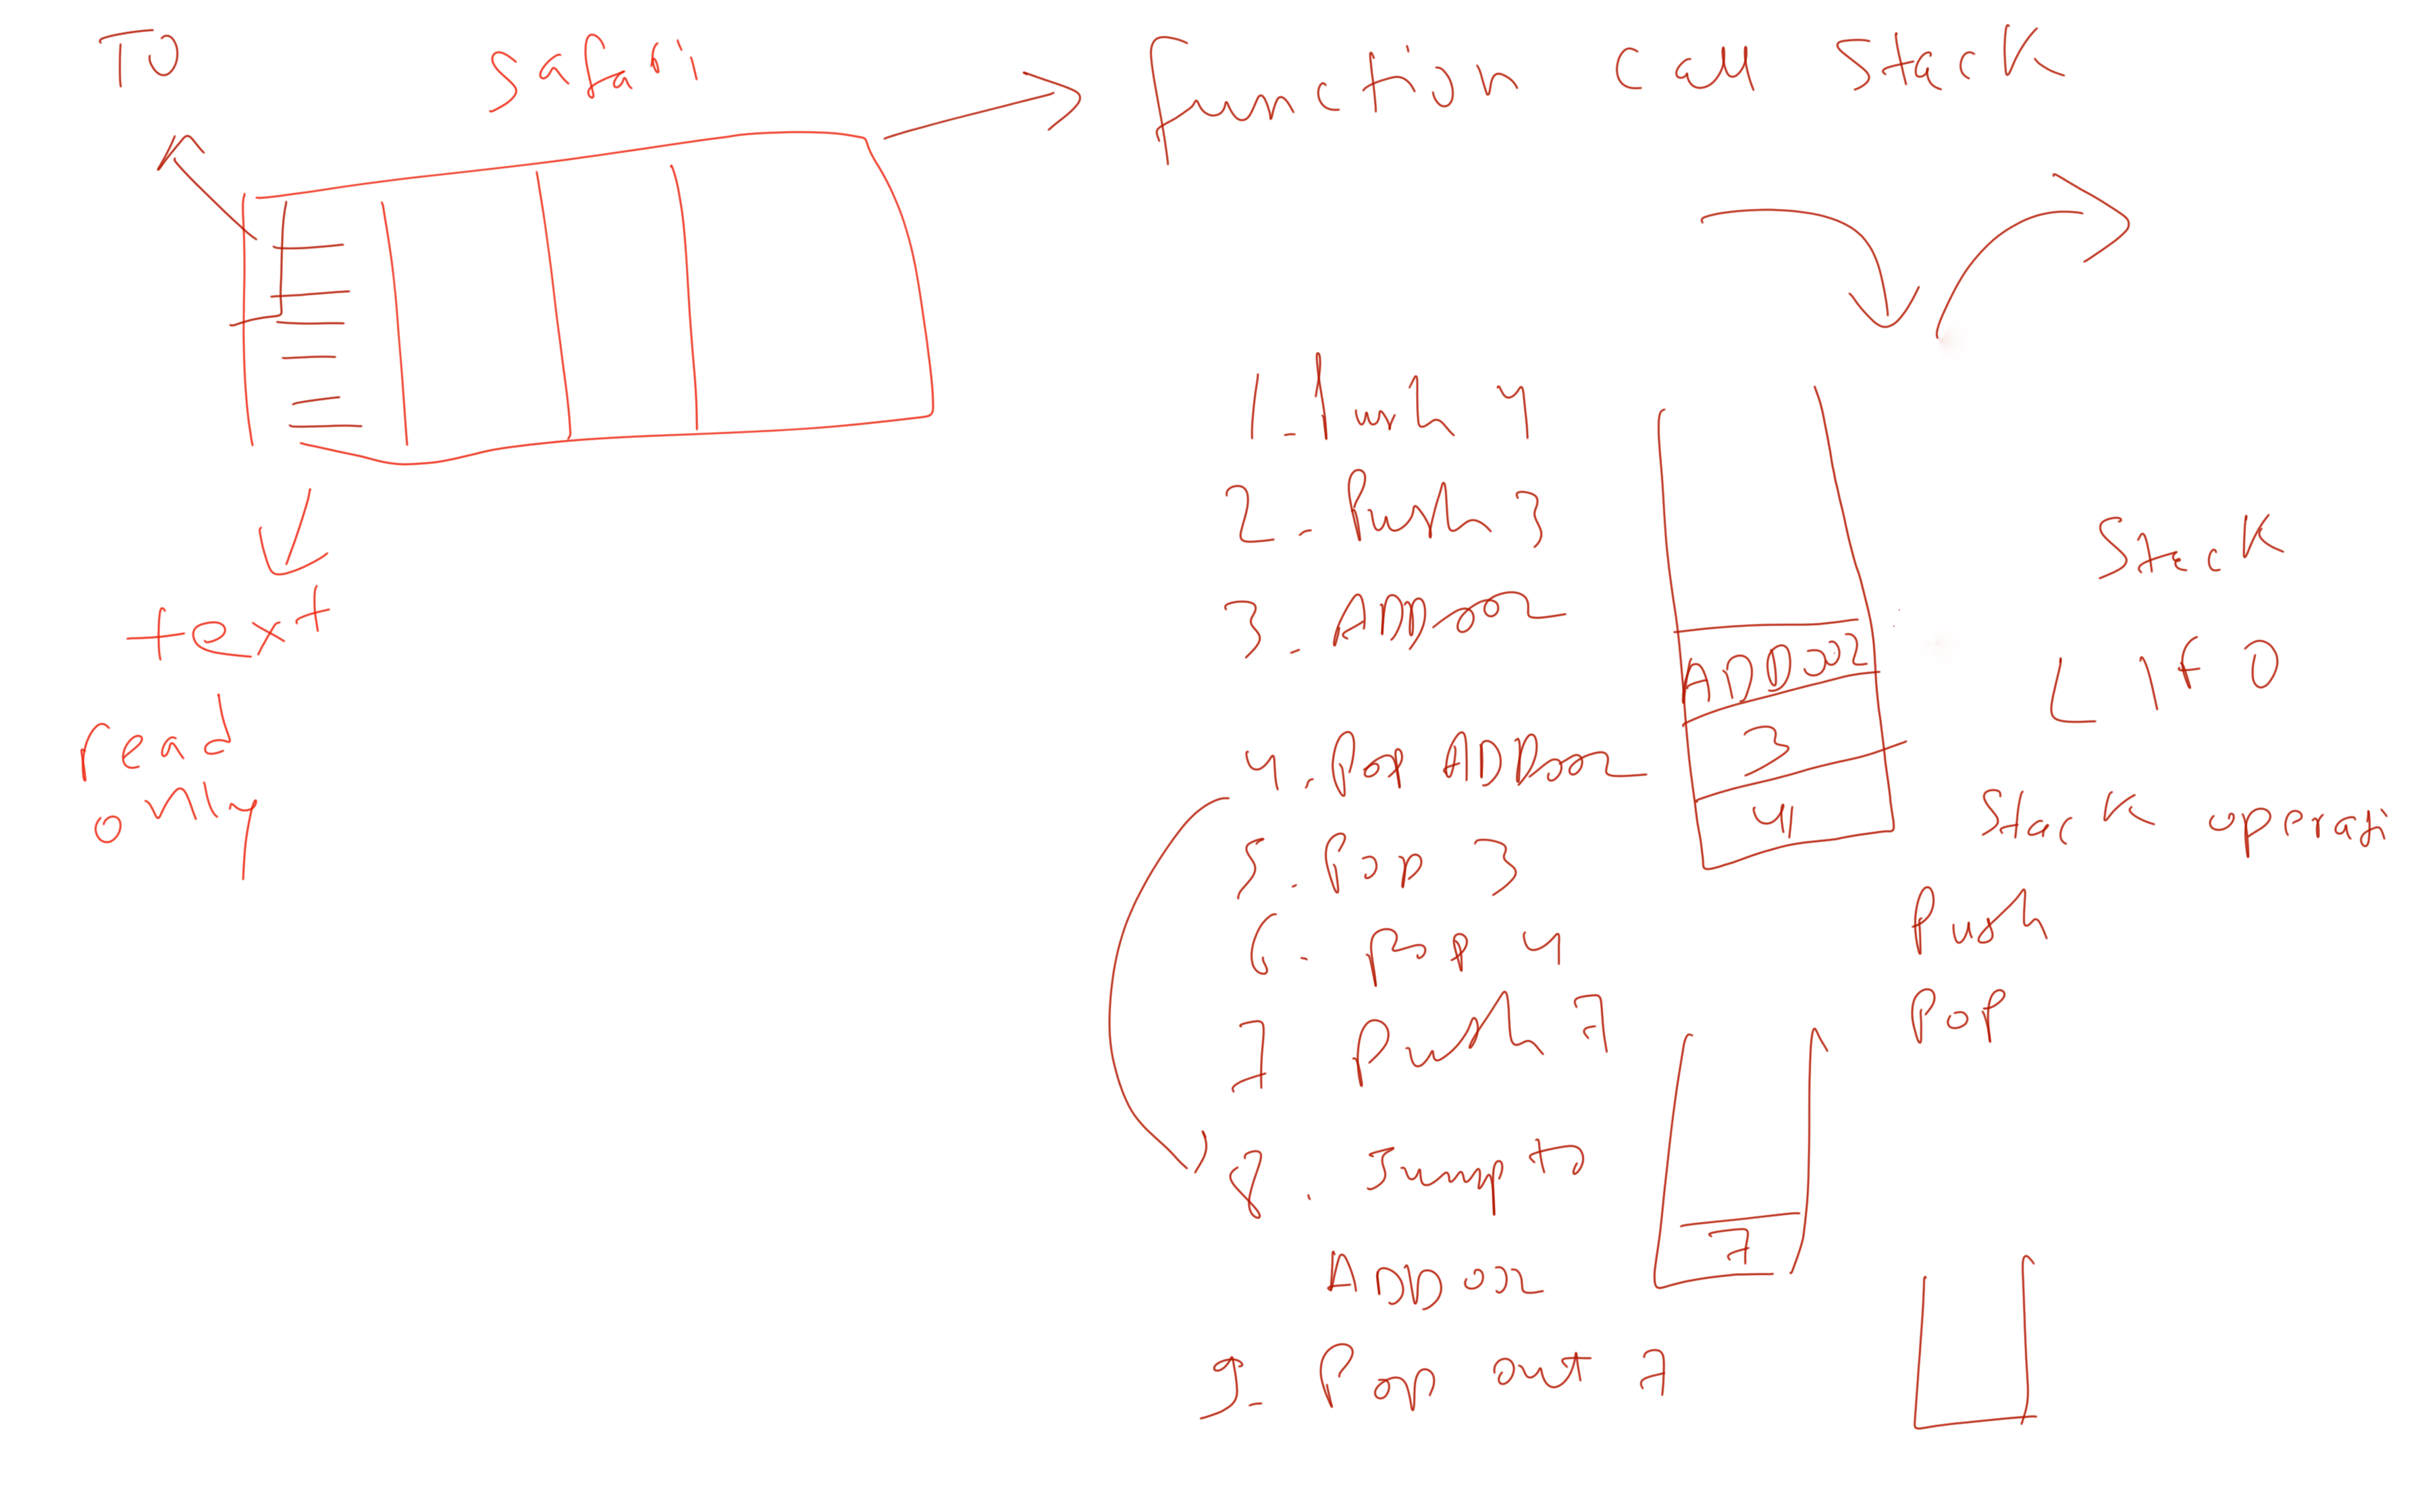 TO
Safari
Function call Stack
text
read
only
1. Push 4
2. Push 3
3. ADD002
4. Pop ADD002
5. Pop 3
6. Pop 4
7 Push 7
8. Jump to
ADD002
9. Pop out 7
ADD002
3
4
7
Stack
LIFO
Stack operati
Push
Pop